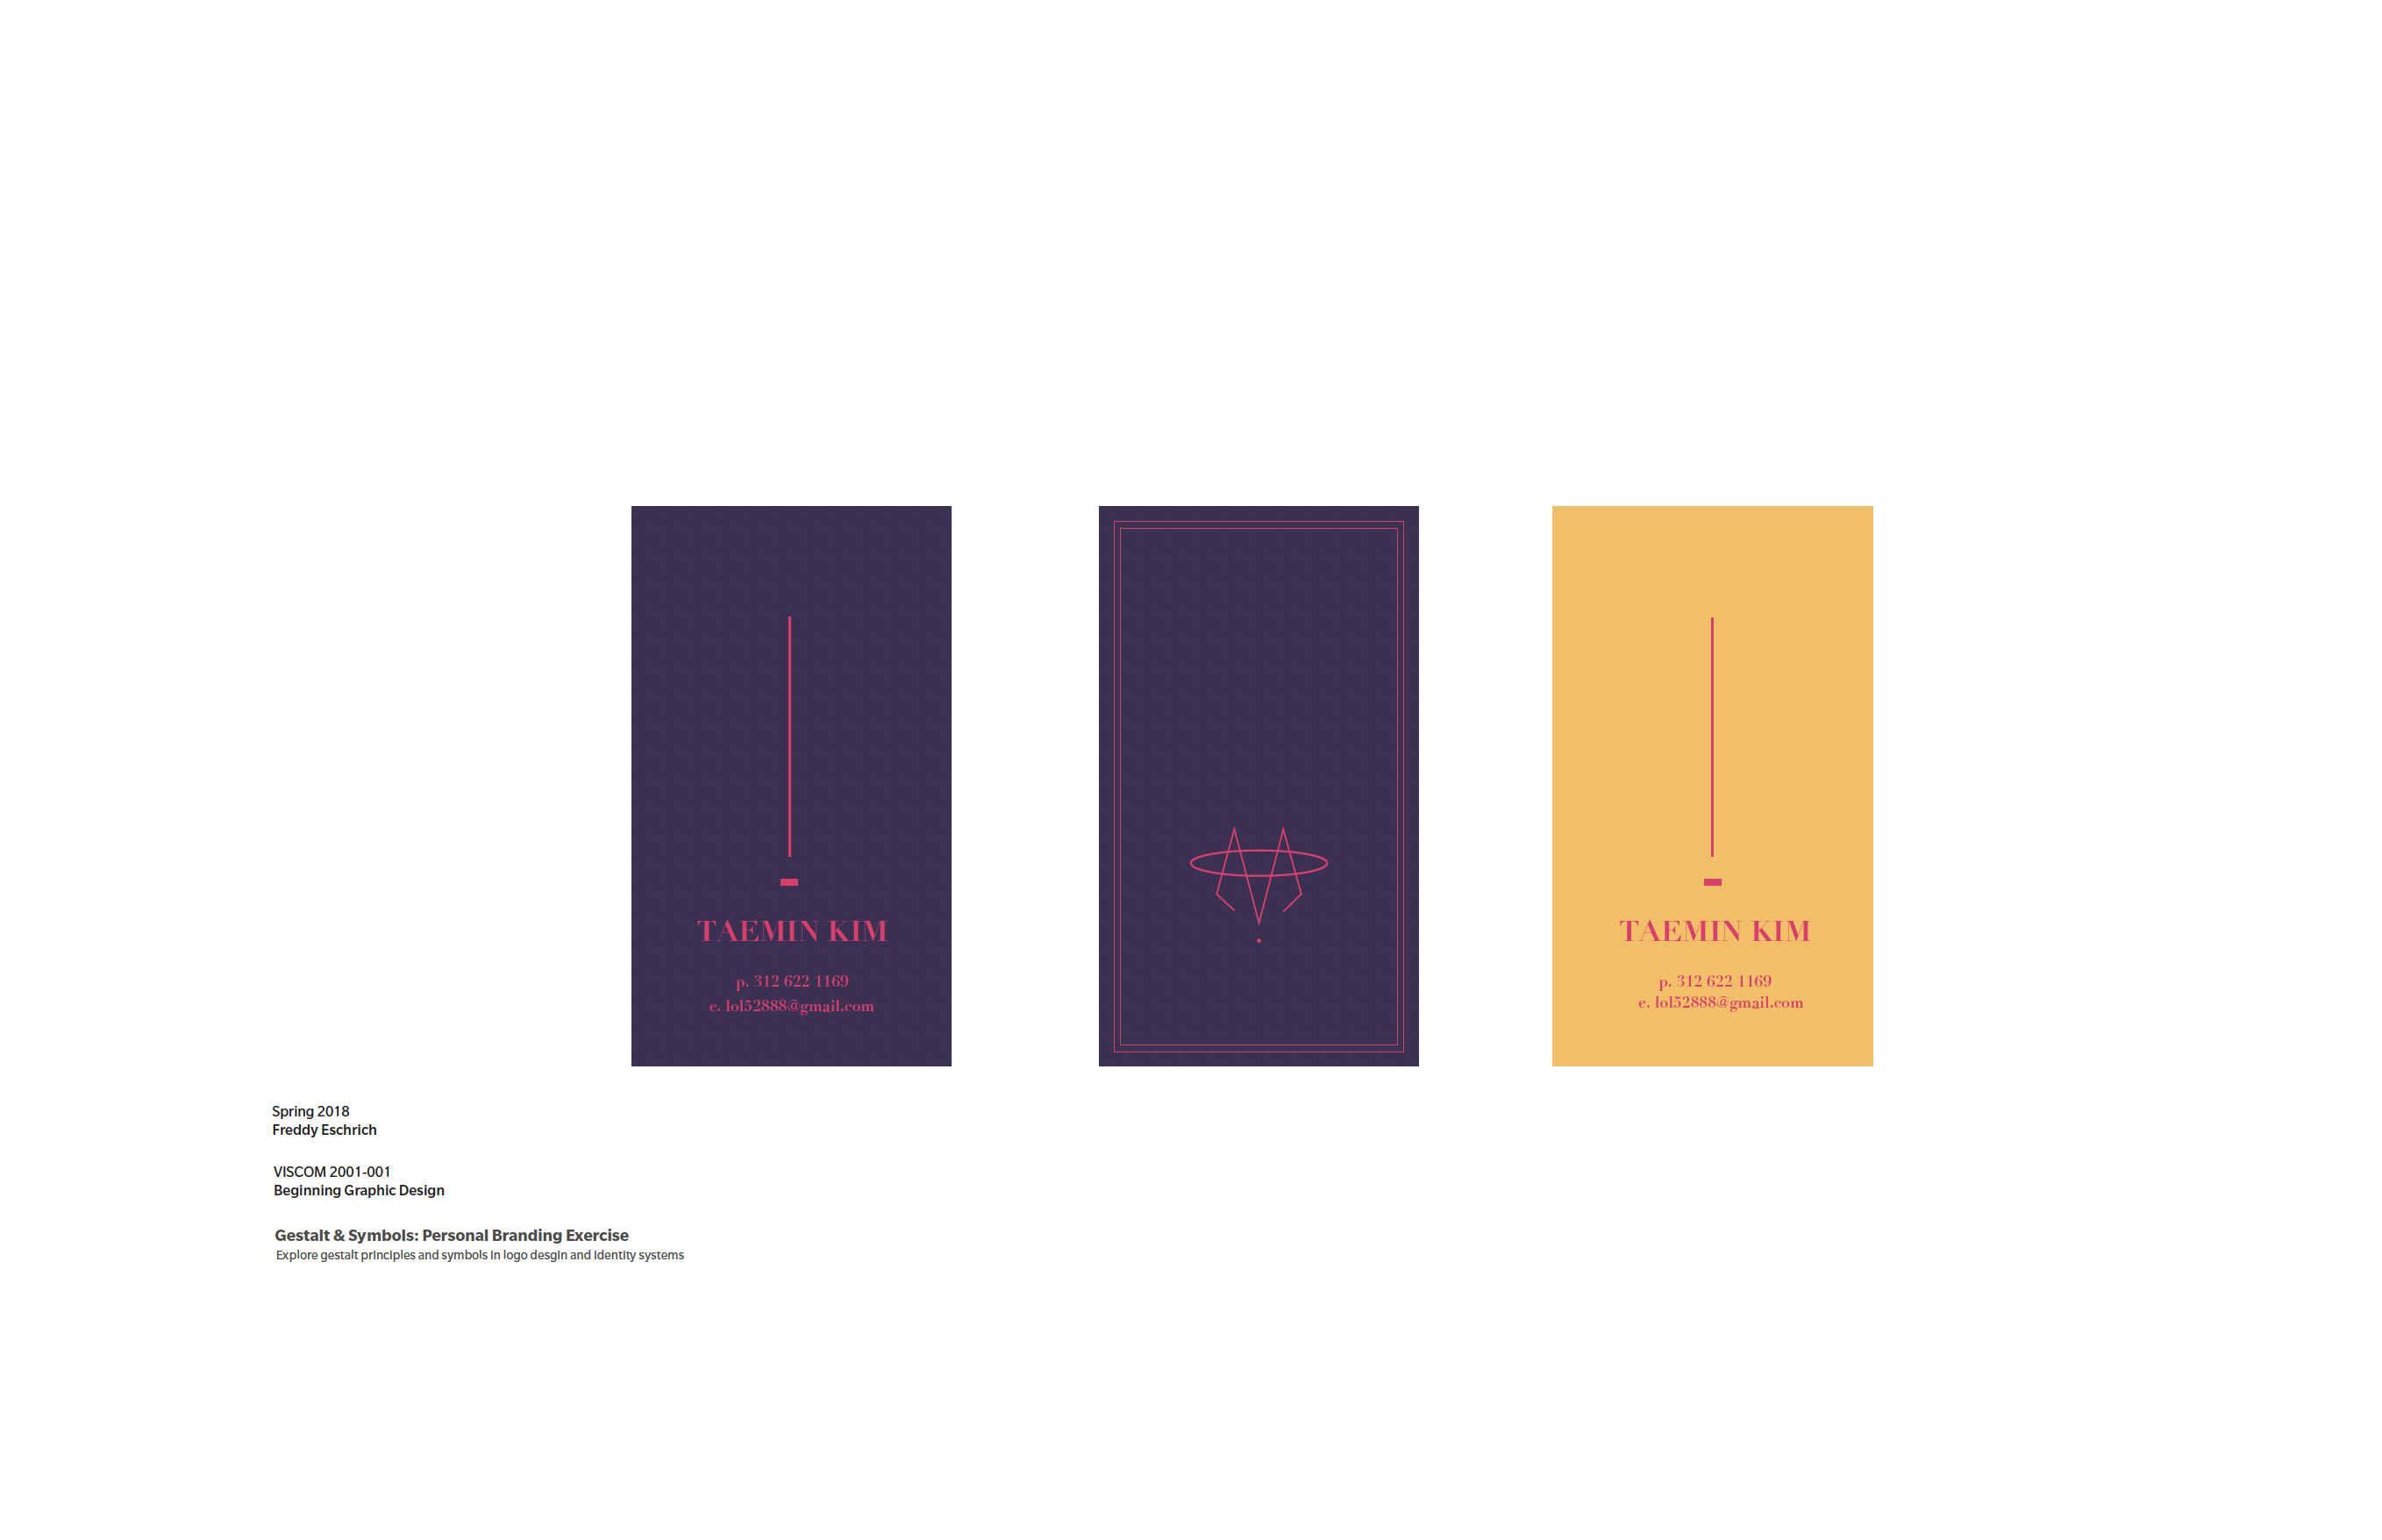 TAEMIN KIM
p. 312 622 1169
e. lol52888@gmail.com
TAEMIN KIM
p. 312 622 1169
e. lol52888@gmail.com
Spring 2018
Freddy Eschrich
VISCOM 2001-001
Beginning Graphic Design
Gestalt & Symbols: Personal Branding Exercise
Explore gestalt principles and symbols in logo desgin and identity systems